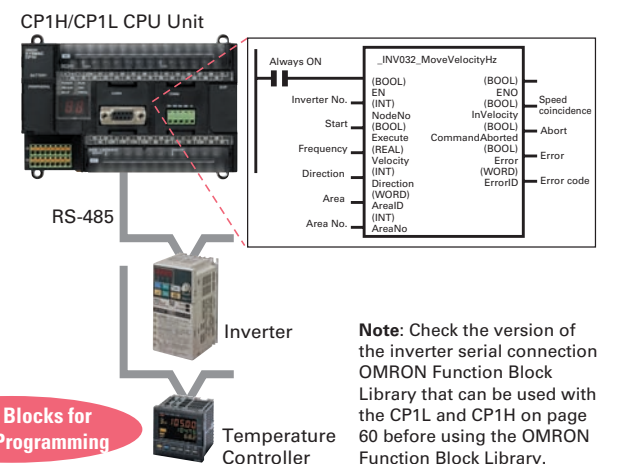 CP1H/CP1L CPU Unit
_INV032_MoveVelocityHz
Always ON
(BOOL) (BOOL)
EN ENO
Inverter No. (INT) (BOOL) Speed coincidence
NodeNo InVelocity
Start (BOOL) (BOOL) Abort
Execute CommandAborted
Frequency (REAL) (BOOL) Error
Velocity Error
Direction (INT) (WORD) Error code
Direction ErrorID
Area (WORD)
AreaID
Area No. (INT)
AreaNo
RS-485
Inverter
Note: Check the version of
the inverter serial connection
OMRON Function Block
Library that can be used with
the CP1L and CP1H on page
60 before using the OMRON
Function Block Library.
Blocks for
Programming
Temperature
Controller